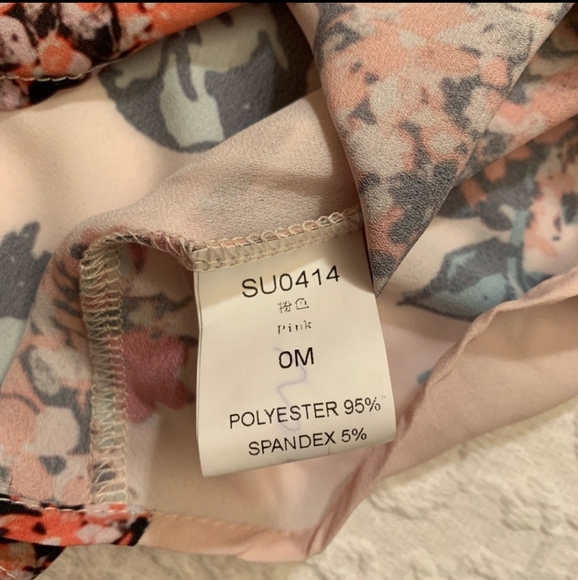 SU0414
粉色
Pink
0M
POLYESTER 95%
SPANDEX 5%